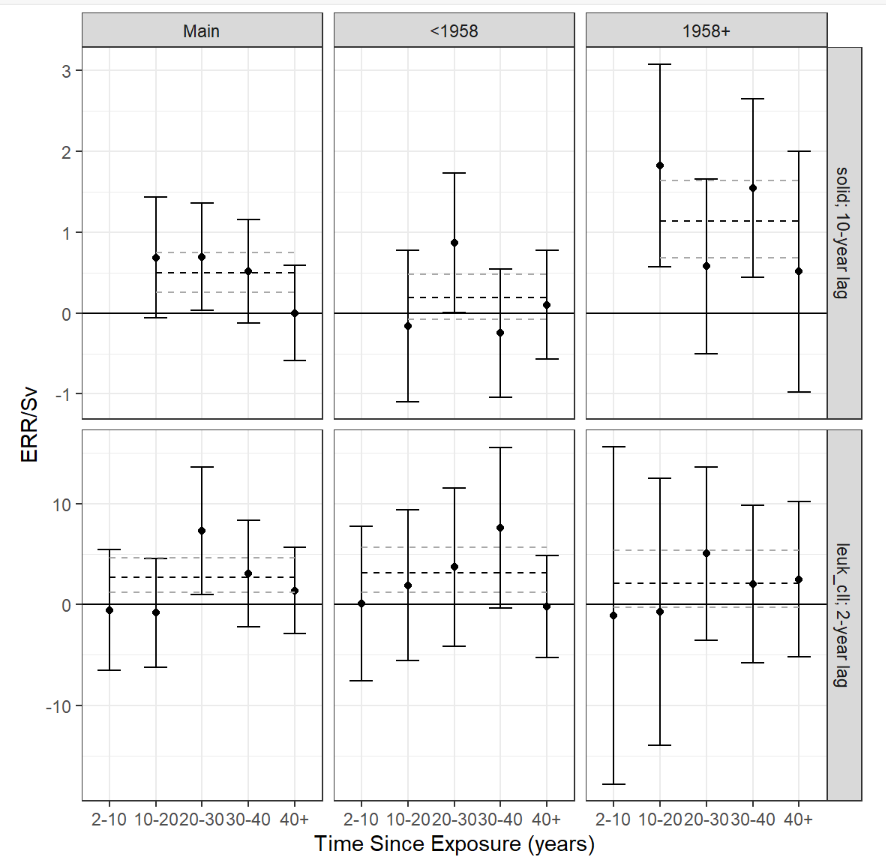 Main
<1958
1958+
3
2
1
0
-1
solid; 10-year lag
ERR/Sv
10
0
-10
leuk_cll; 2-year lag
2-10 10-20 20-30 30-40 40+
2-10 10-20 20-30 30-40 40+
2-10 10-20 20-30 30-40 40+
Time Since Exposure (years)